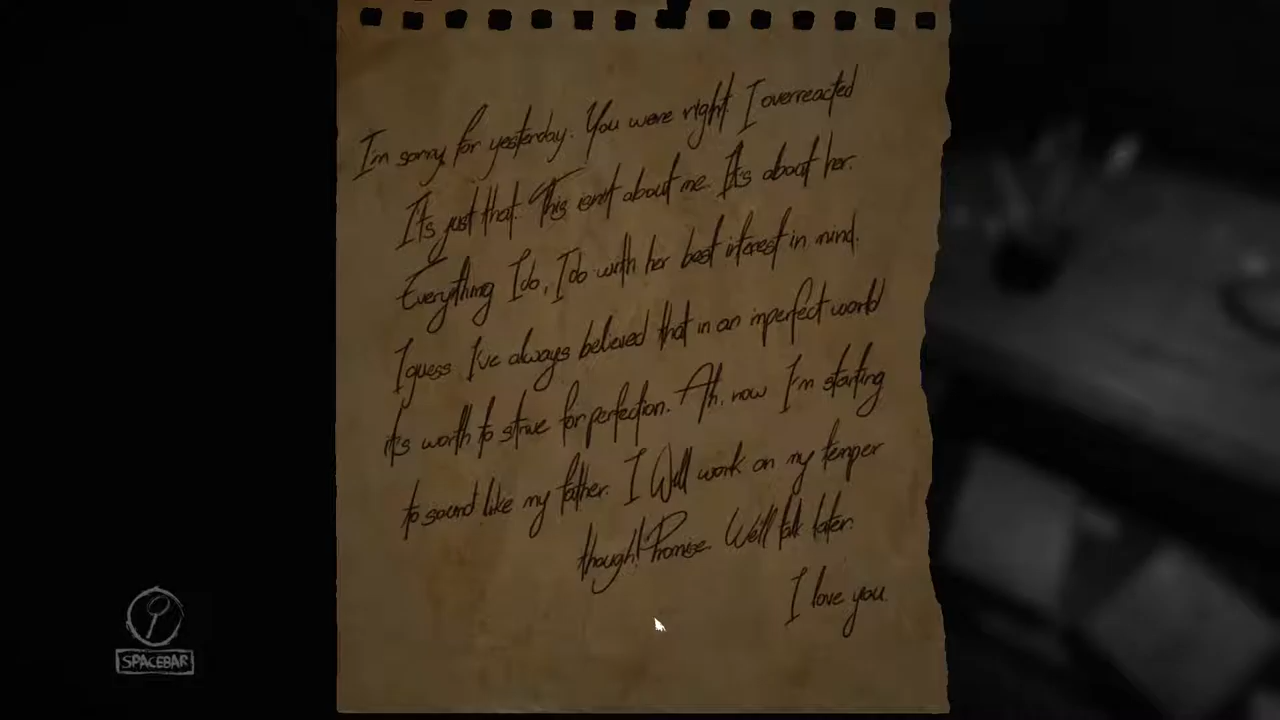 I'm sorry for yesterday. You were right. I overreacted
It's just that. This isn't about me. It's about her.
Everything I do, I do with her best interest in mind.
I guess I've always believed that in an imperfect world
it's worth to strive for perfection. Ah, now I'm starting
to sound like my father. I Will work on my temper
though! Promise. We'll talk later.
I love you.
SPACEBAR